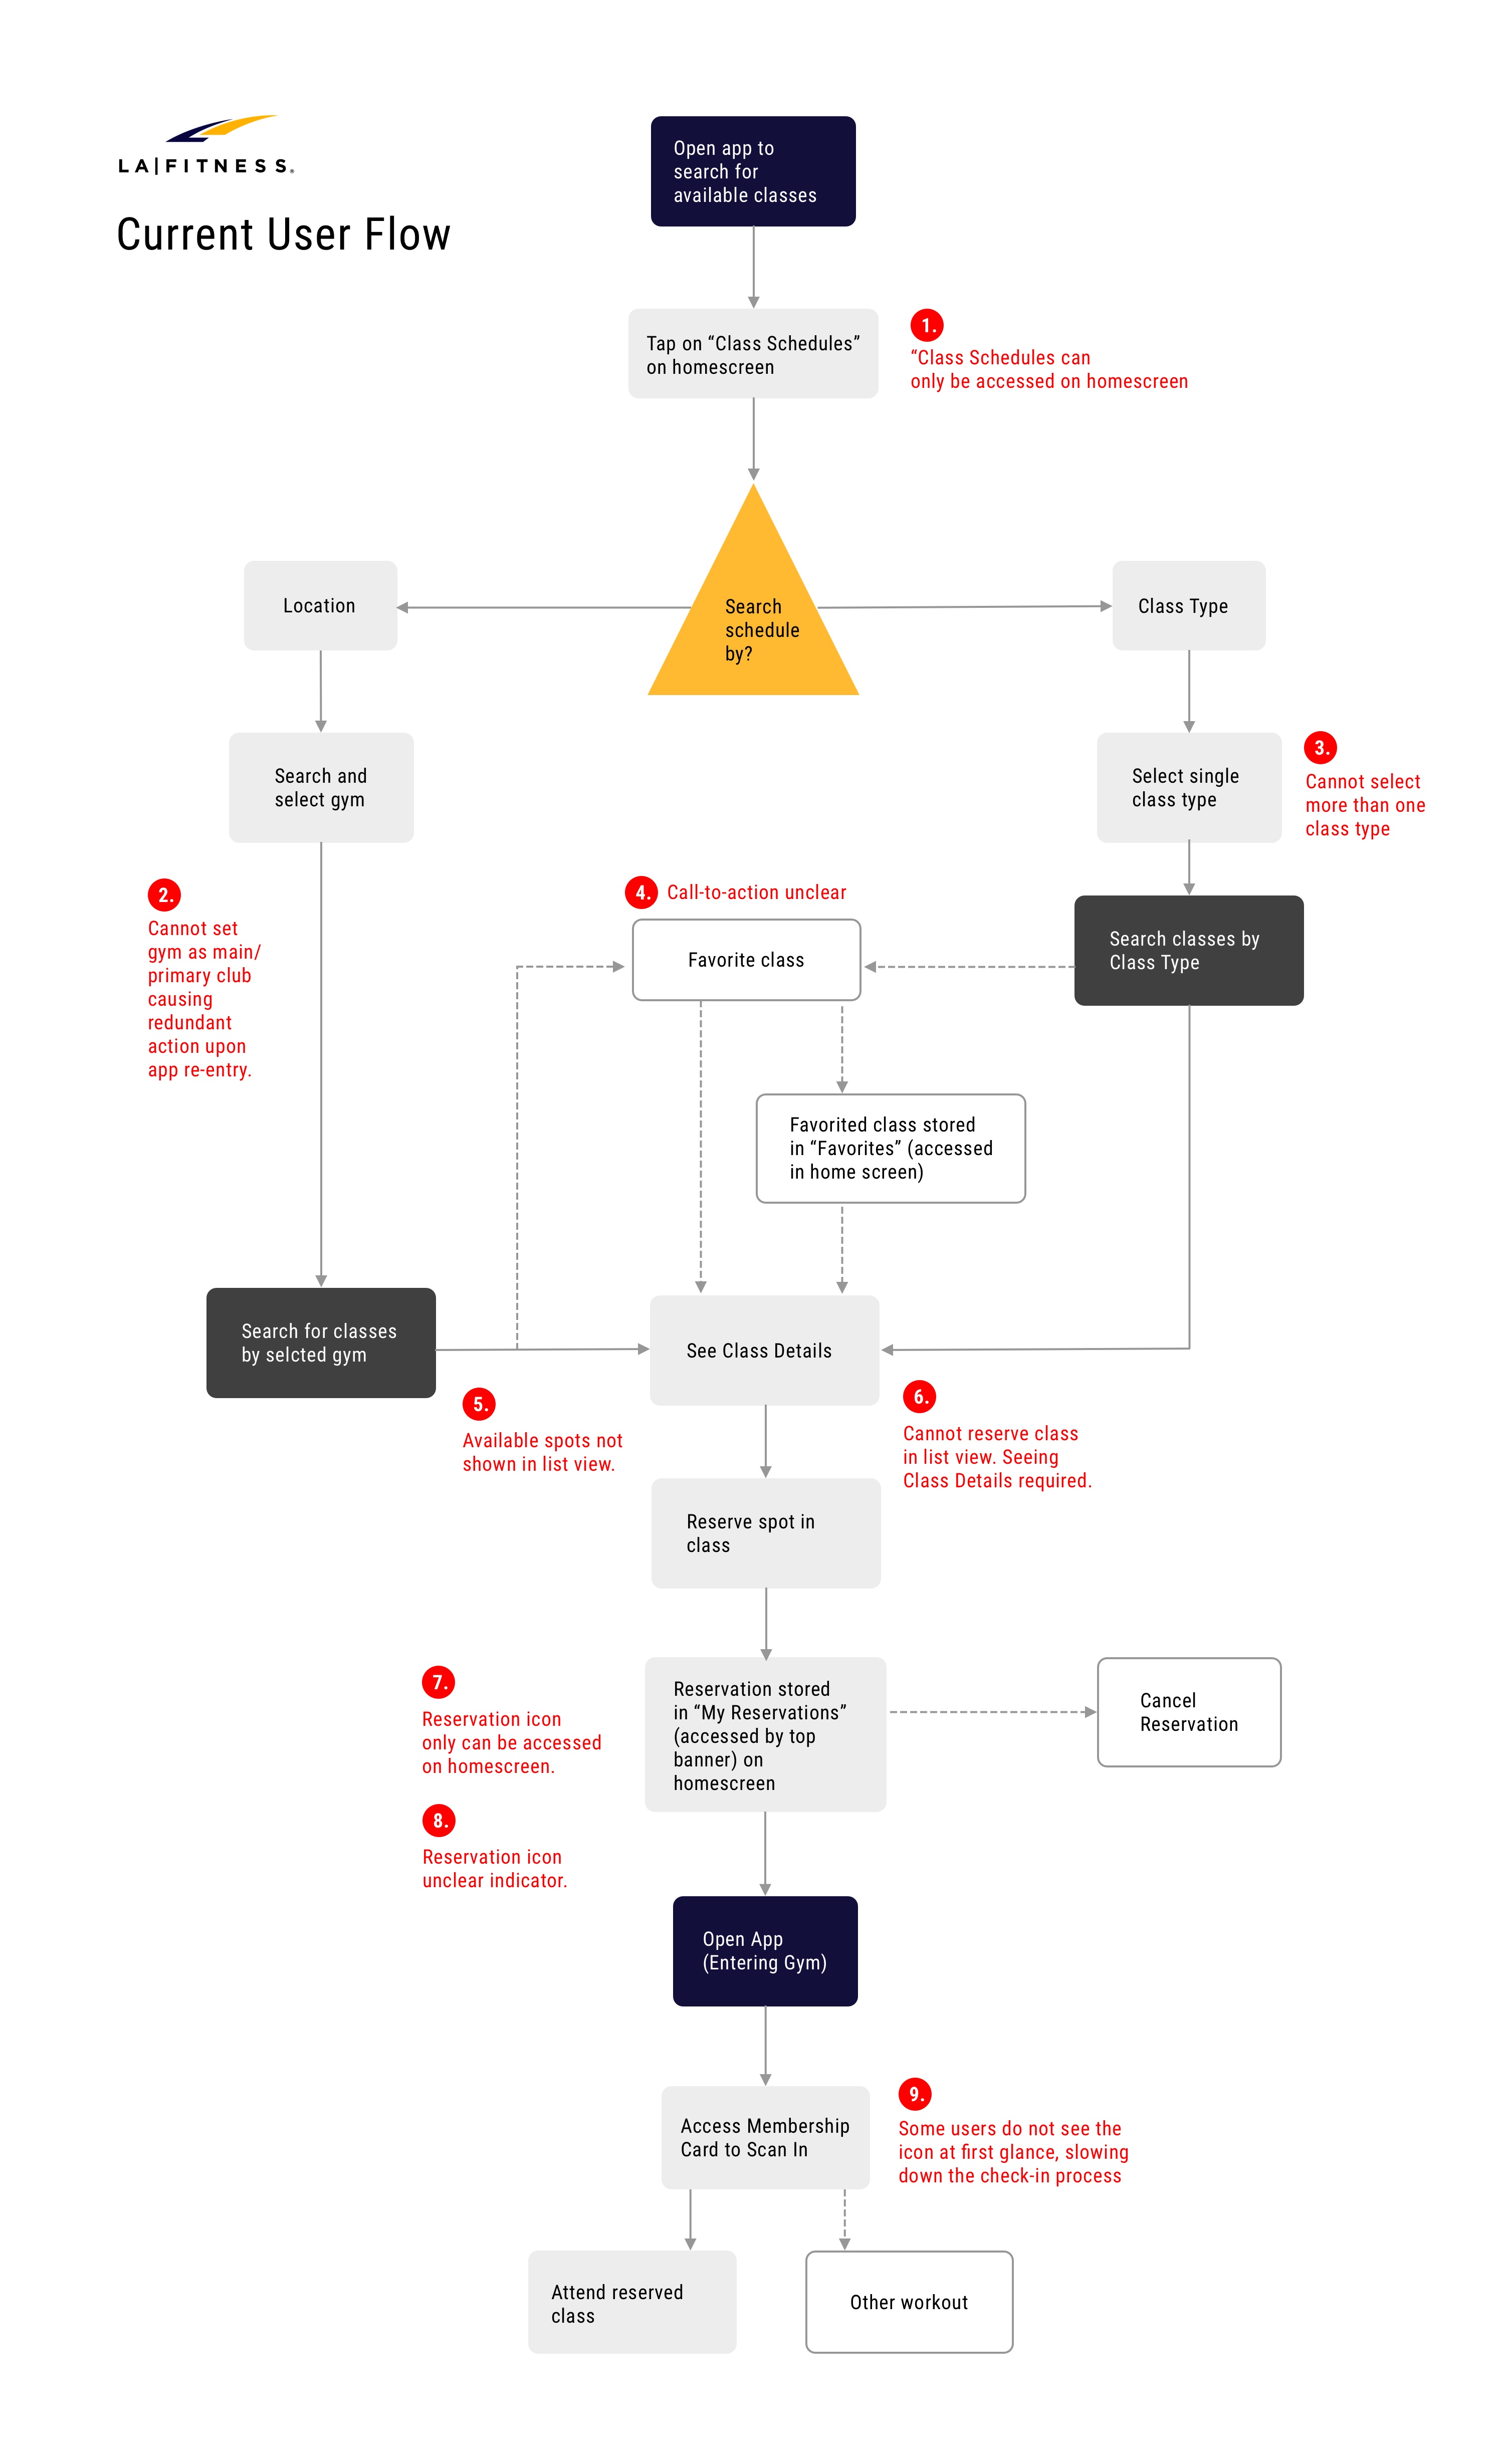 LA|FITNESS®
Current User Flow
Open app to
search for
available classes
Tap on “Class Schedules”
on homescreen
1.
“Class Schedules can
only be accessed on homescreen
Search
schedule
by?
Location
Class Type
Search and
select gym
Select single
class type
3.
Cannot select
more than one
class type
2.
Cannot set
gym as main/
primary club
causing
redundant
action upon
app re-entry.
4.
Call-to-action unclear
Favorite class
Search classes by
Class Type
Favorited class stored
in “Favorites” (accessed
in home screen)
Search for classes
by selcted gym
See Class Details
5.
Available spots not
shown in list view.
6.
Cannot reserve class
in list view. Seeing
Class Details required.
Reserve spot in
class
7.
Reservation icon
only can be accessed
on homescreen.
Reservation stored
in “My Reservations”
(accessed by top
banner) on
homescreen
Cancel
Reservation
8.
Reservation icon
unclear indicator.
Open App
(Entering Gym)
Access Membership
Card to Scan In
9.
Some users do not see the
icon at first glance, slowing
down the check-in process
Attend reserved
class
Other workout